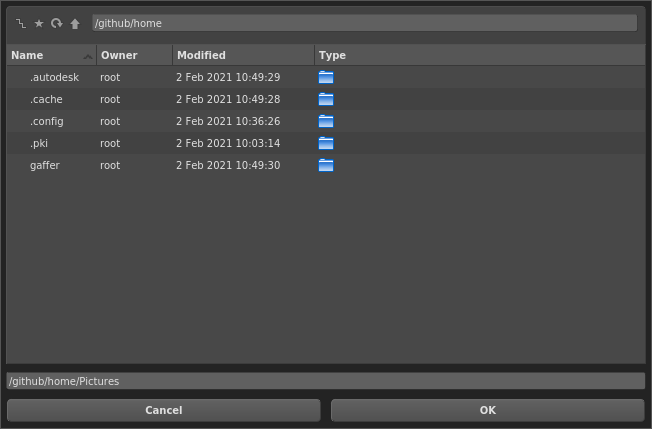 /github/home
Name Owner Modified Type
.autodesk root 2 Feb 2021 10:49:29
.cache root 2 Feb 2021 10:49:28
.config root 2 Feb 2021 10:36:26
.pki root 2 Feb 2021 10:03:14
gaffer root 2 Feb 2021 10:49:30
/github/home/Pictures
Cancel OK